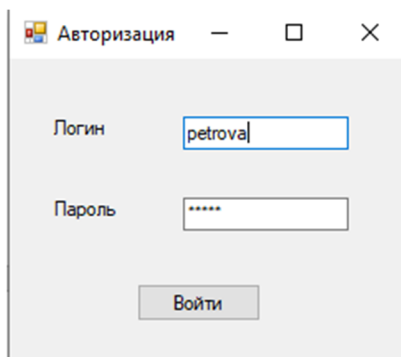 Авторизация
Логин petrova
Пароль *****
Войти